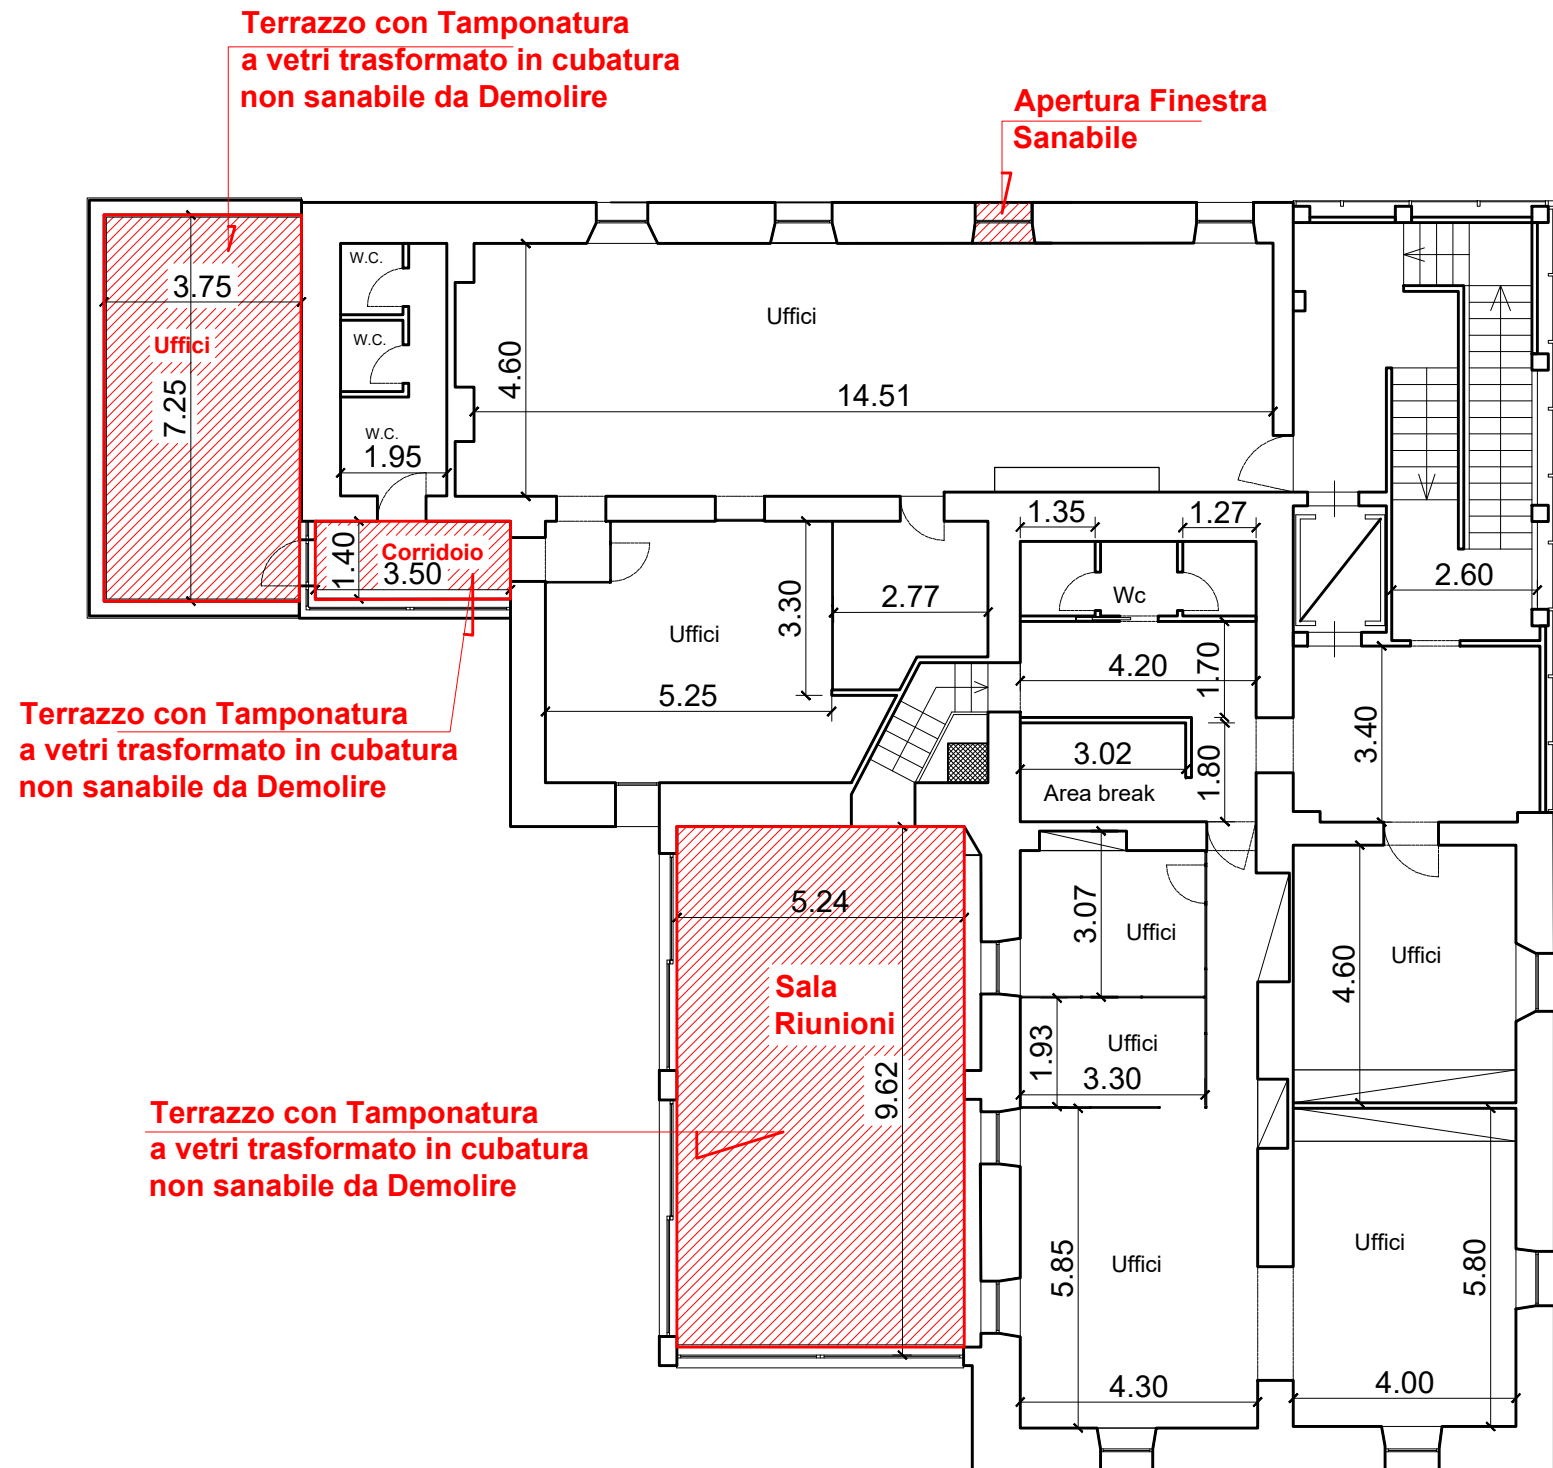 Terrazzo con Tamponatura
a vetri trasformato in cubatura
non sanabile da Demolire
Apertura Finestra
Sanabile
W.C.
3.75
Uffici
Uffici
W.C.
4.60
7.25
14.51
W.C.
1.95
1.35
1.27
1.40
Corridoio
3.50
2.60
Wc
2.77
3.30
Uffici
4.20
1.70
5.25
Terrazzo con Tamponatura
a vetri trasformato in cubatura
non sanabile da Demolire
3.40
3.02
1.80
Area break
5.24
3.07
Uffici
Uffici
4.60
Sala
Riunioni
1.93
Uffici
3.30
9.62
Terrazzo con Tamponatura
a vetri trasformato in cubatura
non sanabile da Demolire
Uffici
5.85
Uffici
5.80
4.30
4.00